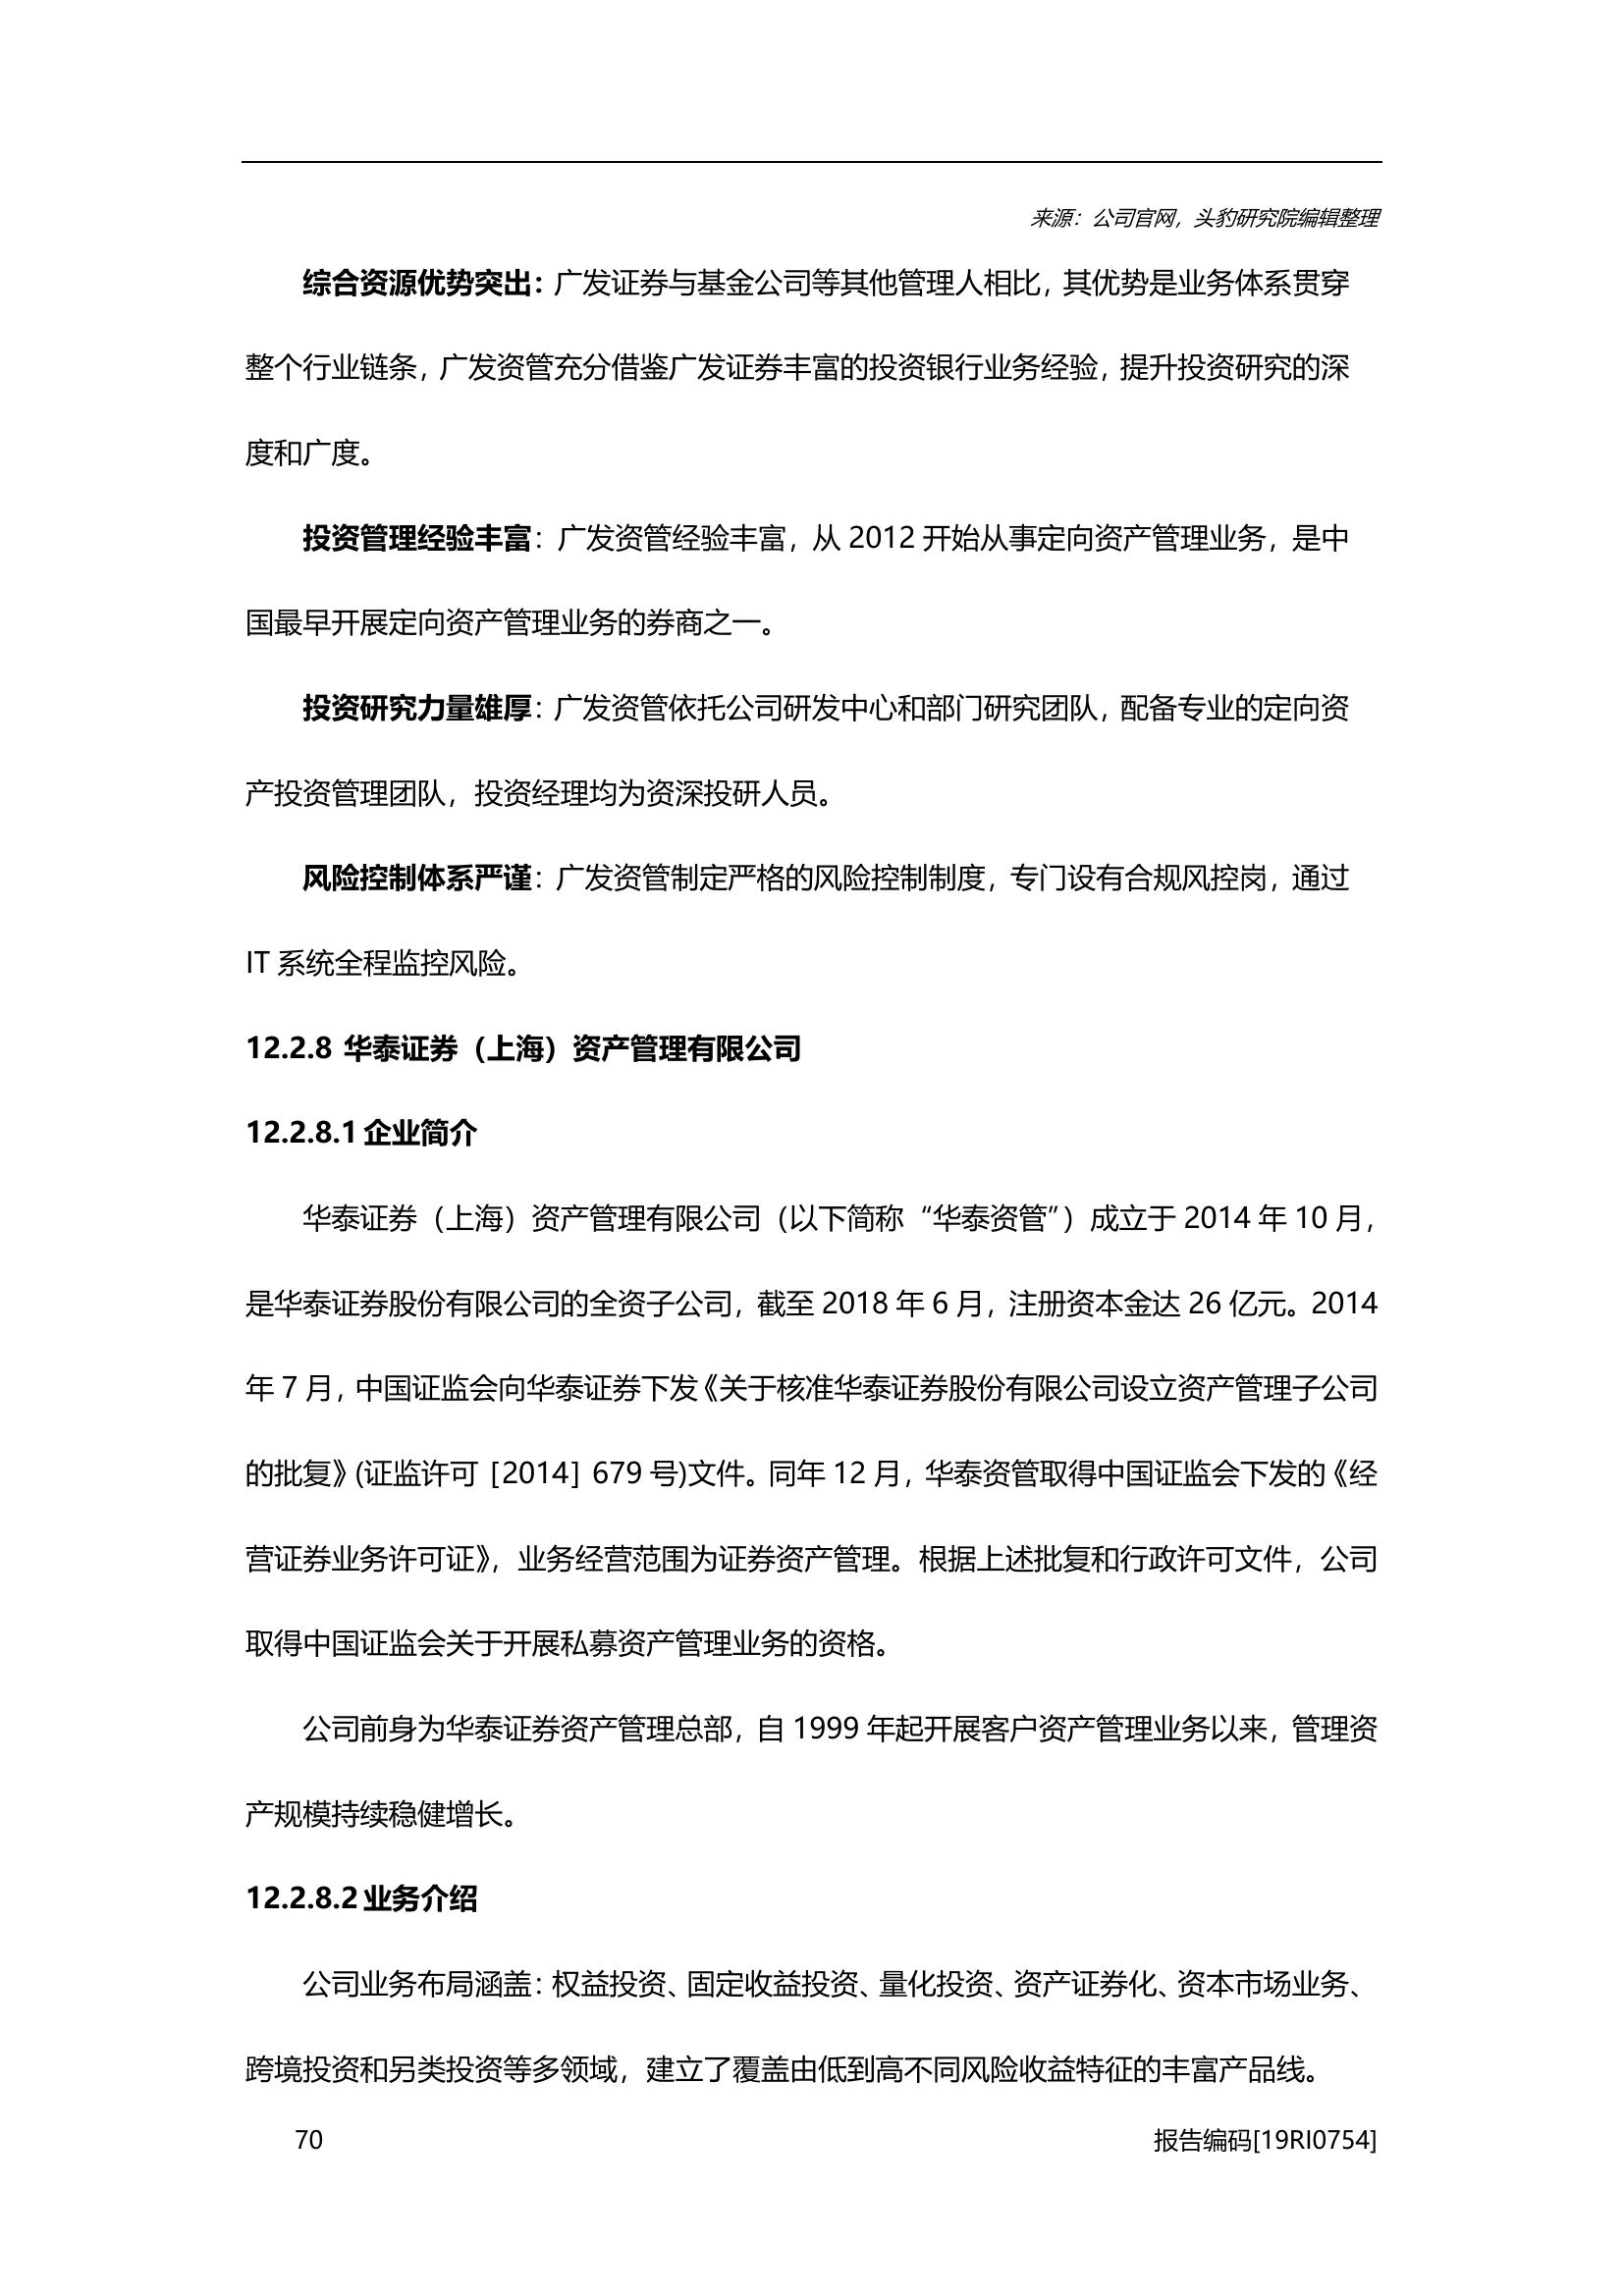 来源：公司官网，头豹研究院编辑整理
综合资源优势突出：广发证券与基金公司等其他管理人相比，其优势是业务体系贯穿
整个行业链条，广发资管充分借鉴广发证券丰富的投资银行业务经验，提升投资研究的深
度和广度。
投资管理经验丰富：广发资管经验丰富，从 2012 开始从事定向资产管理业务，是中
国最早开展定向资产管理业务的券商之一。
投资研究力量雄厚：广发资管依托公司研发中心和部门研究团队，配备专业的定向资
产投资管理团队，投资经理均为资深投研人员。
风险控制体系严谨：广发资管制定严格的风险控制制度，专门设有合规风控岗，通过
IT 系统全程监控风险。
12.2.8 华泰证券（上海）资产管理有限公司
12.2.8.1 企业简介
华泰证券（上海）资产管理有限公司（以下简称“华泰资管”）成立于 2014 年 10 月，
是华泰证券股份有限公司的全资子公司，截至 2018 年 6 月，注册资本金达 26 亿元。2014
年 7 月，中国证监会向华泰证券下发《关于核准华泰证券股份有限公司设立资产管理子公司
的批复》(证监许可［2014］679 号)文件。同年 12 月，华泰资管取得中国证监会下发的《经
营证券业务许可证》，业务经营范围为证券资产管理。根据上述批复和行政许可文件，公司
取得中国证监会关于开展私募资产管理业务的资格。
公司前身为华泰证券资产管理总部，自 1999 年起开展客户资产管理业务以来，管理资
产规模持续稳健增长。
12.2.8.2 业务介绍
公司业务布局涵盖：权益投资、固定收益投资、量化投资、资产证券化、资本市场业务、
跨境投资和另类投资等多领域，建立了覆盖由低到高不同风险收益特征的丰富产品线。
70 报告编码[19RI0754]